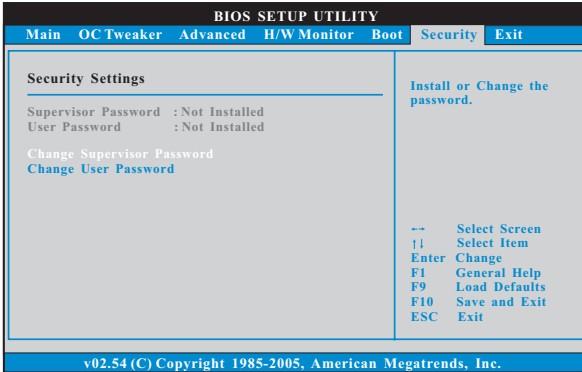 BIOS SETUP UTILITY
Main OC Tweaker Advanced H/W Monitor Boot Security Exit
Security Settings
Supervisor Password : Not Installed
User Password : Not Installed
Change Supervisor Password
Change User Password
Install or Change the
password.
←→ Select Screen
↑↓ Select Item
Enter Change
F1 General Help
F9 Load Defaults
F10 Save and Exit
ESC Exit
v02.54 (C) Copyright 1985-2005, American Megatrends, Inc.